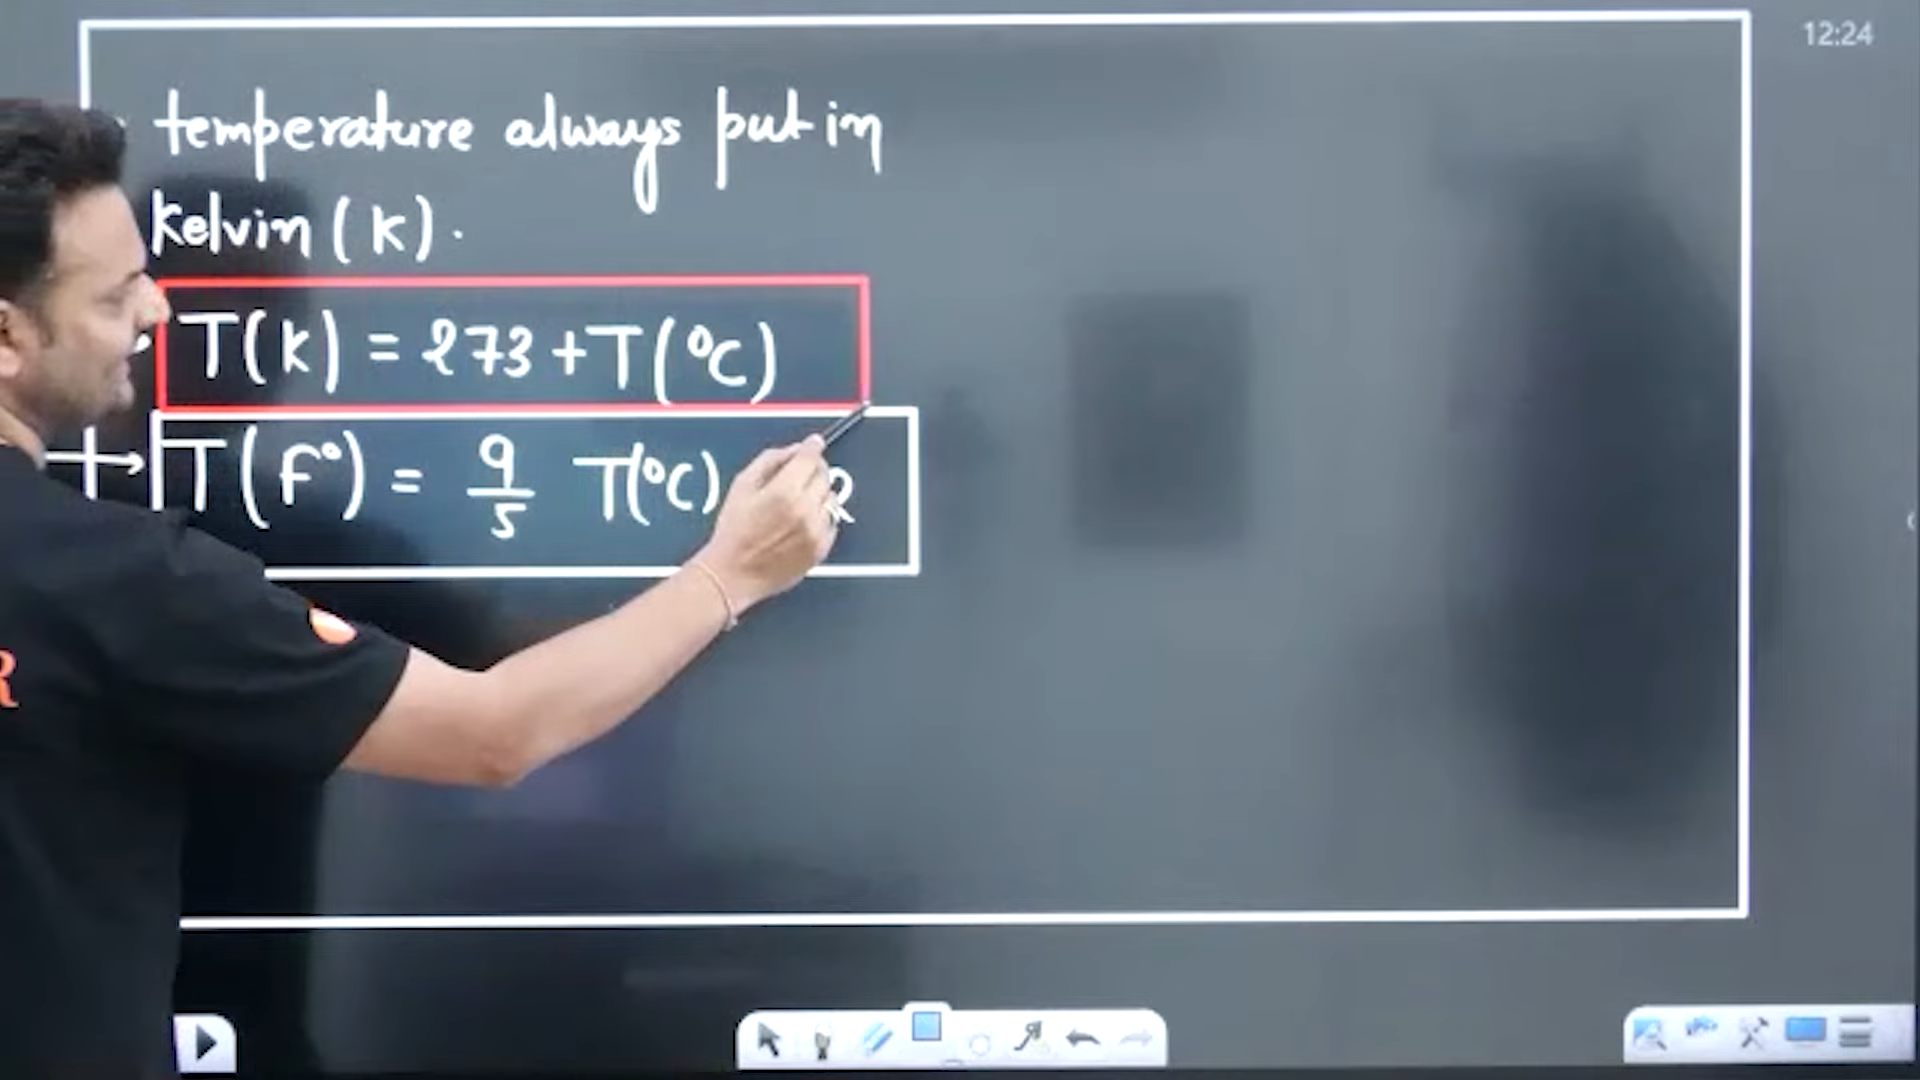 12:24
temperature always put in
Kelvin (K).
T(K) = 273 + T(°C)
T(F°) = 9/5 T(°C)
R